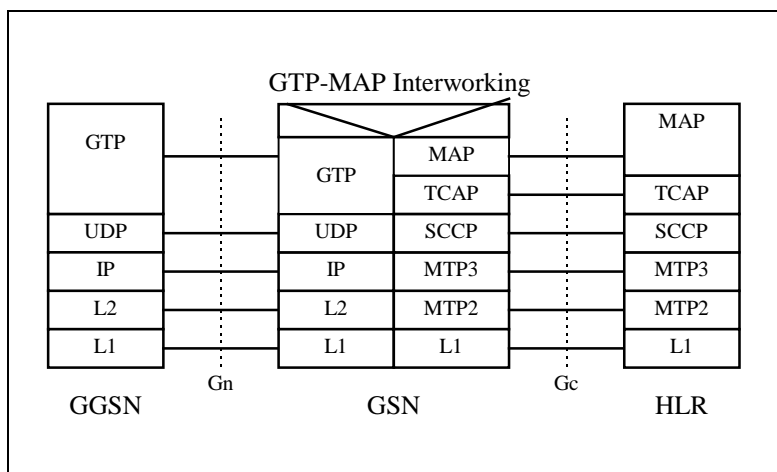 GTP-MAP Interworking
GTP MAP MAP
GTP
TCAP TCAP
UDP UDP SCCP SCCP
IP IP MTP3 MTP3
L2 L2 MTP2 MTP2
L1 L1 L1 L1
Gn Gc
GGSN GSN HLR